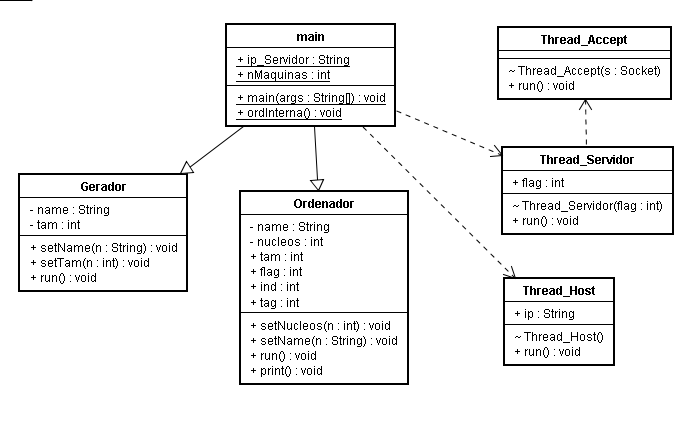 main
+ ip_Servidor : String
+ nMaquinas : int
+ main(args : String[]) : void
+ ordInterna() : void
Thread_Accept
~ Thread_Accept(s : Socket)
+ run() : void
Thread_Servidor
+ flag : int
~ Thread_Servidor(flag : int)
+ run() : void
Gerador
- name : String
- tam : int
+ setName(n : String) : void
+ setTam(n : int) : void
+ run() : void
Ordenador
- name : String
- nucleos : int
+ tam : int
+ flag : int
+ ind : int
+ tag : int
+ setNucleos(n : int) : void
+ setName(n : String) : void
+ run() : void
+ print() : void
Thread_Host
+ ip : String
~ Thread_Host()
+ run() : void